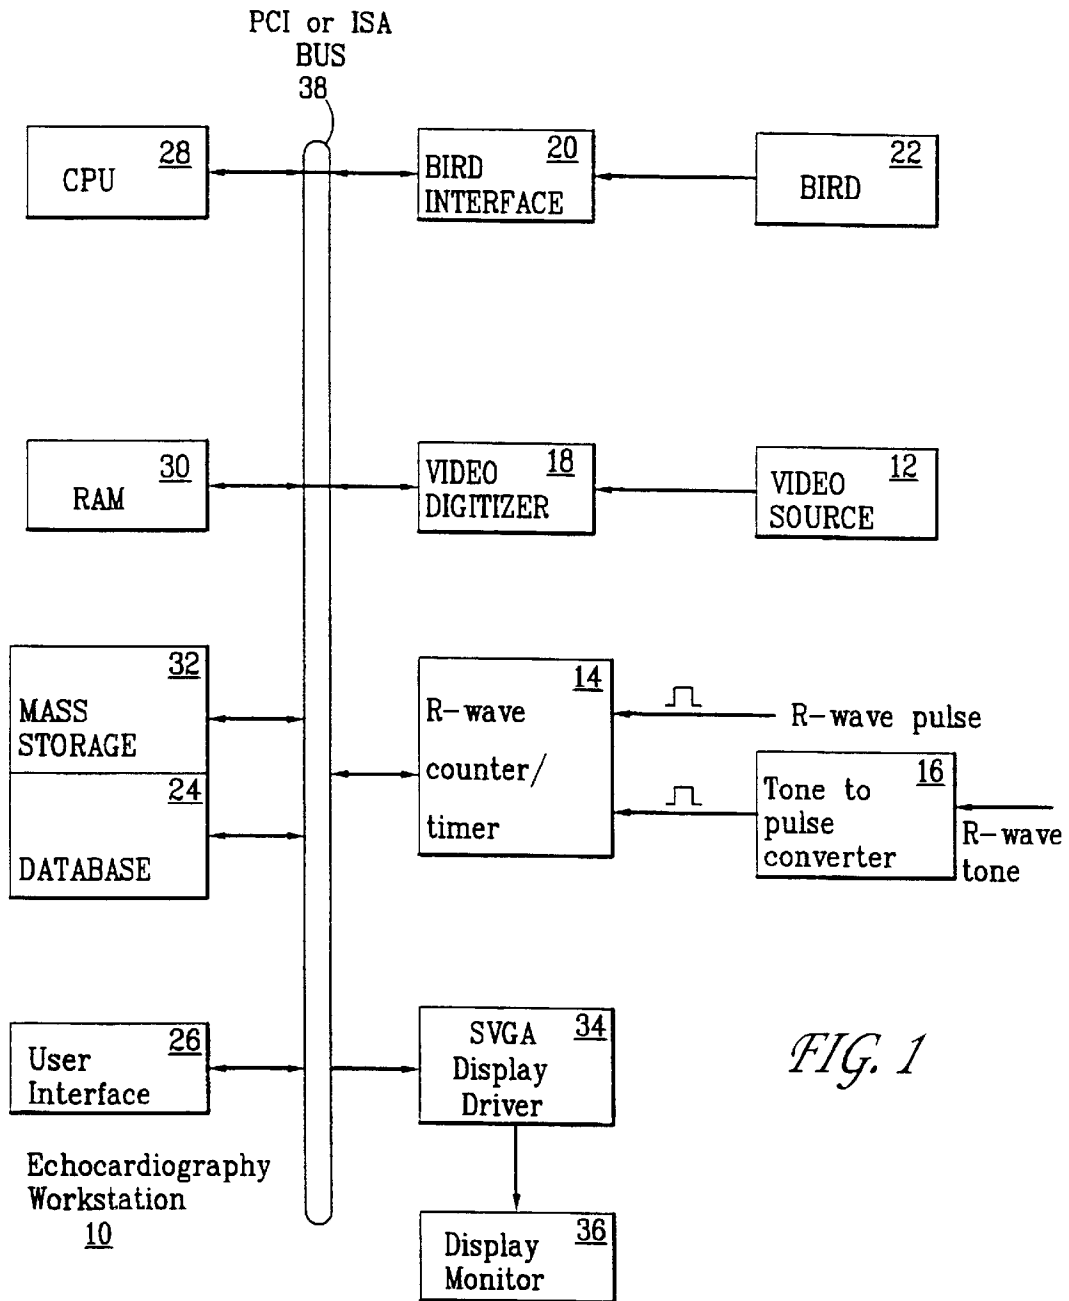 PCI or ISA
BUS
38
28
CPU
20
BIRD
INTERFACE
22
BIRD
30
RAM
18
VIDEO
DIGITIZER
12
VIDEO
SOURCE
32
MASS
STORAGE
24
DATABASE
14
R-wave
counter/
timer
R-wave pulse
16
Tone to
pulse
converter
R-wave
tone
26
User
Interface
34
SVGA
Display
Driver
FIG. 1
Echocardiography
Workstation
10
36
Display
Monitor